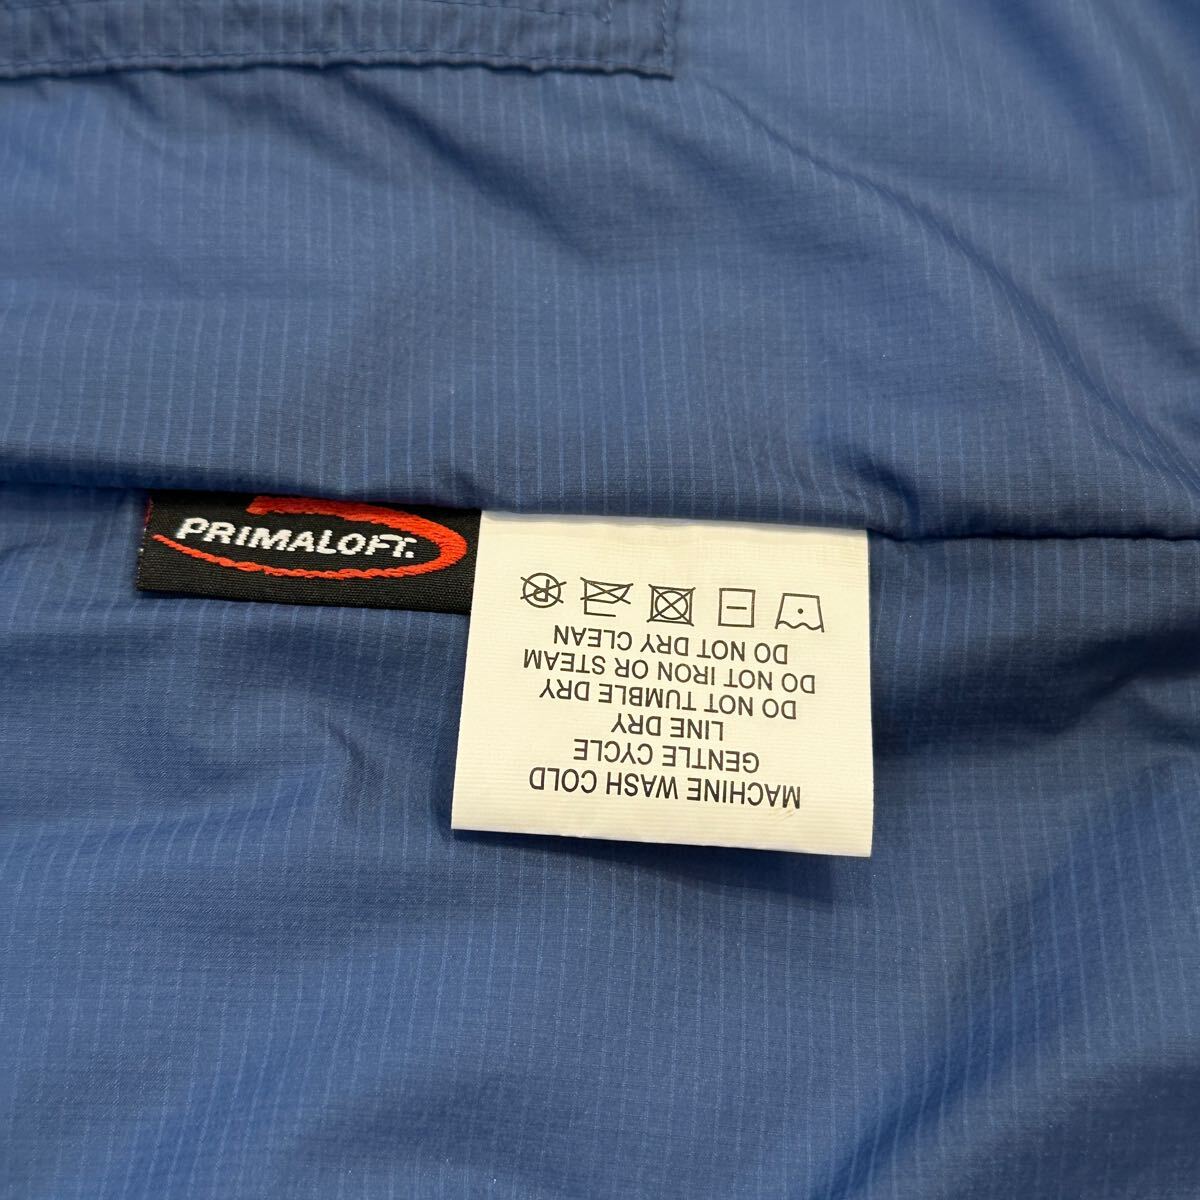 PRIMALOFT.
MACHINE WASH COLD
GENTLE CYCLE
LINE DRY
DO NOT TUMBLE DRY
DO NOT IRON OR STEAM
DO NOT DRY CLEAN